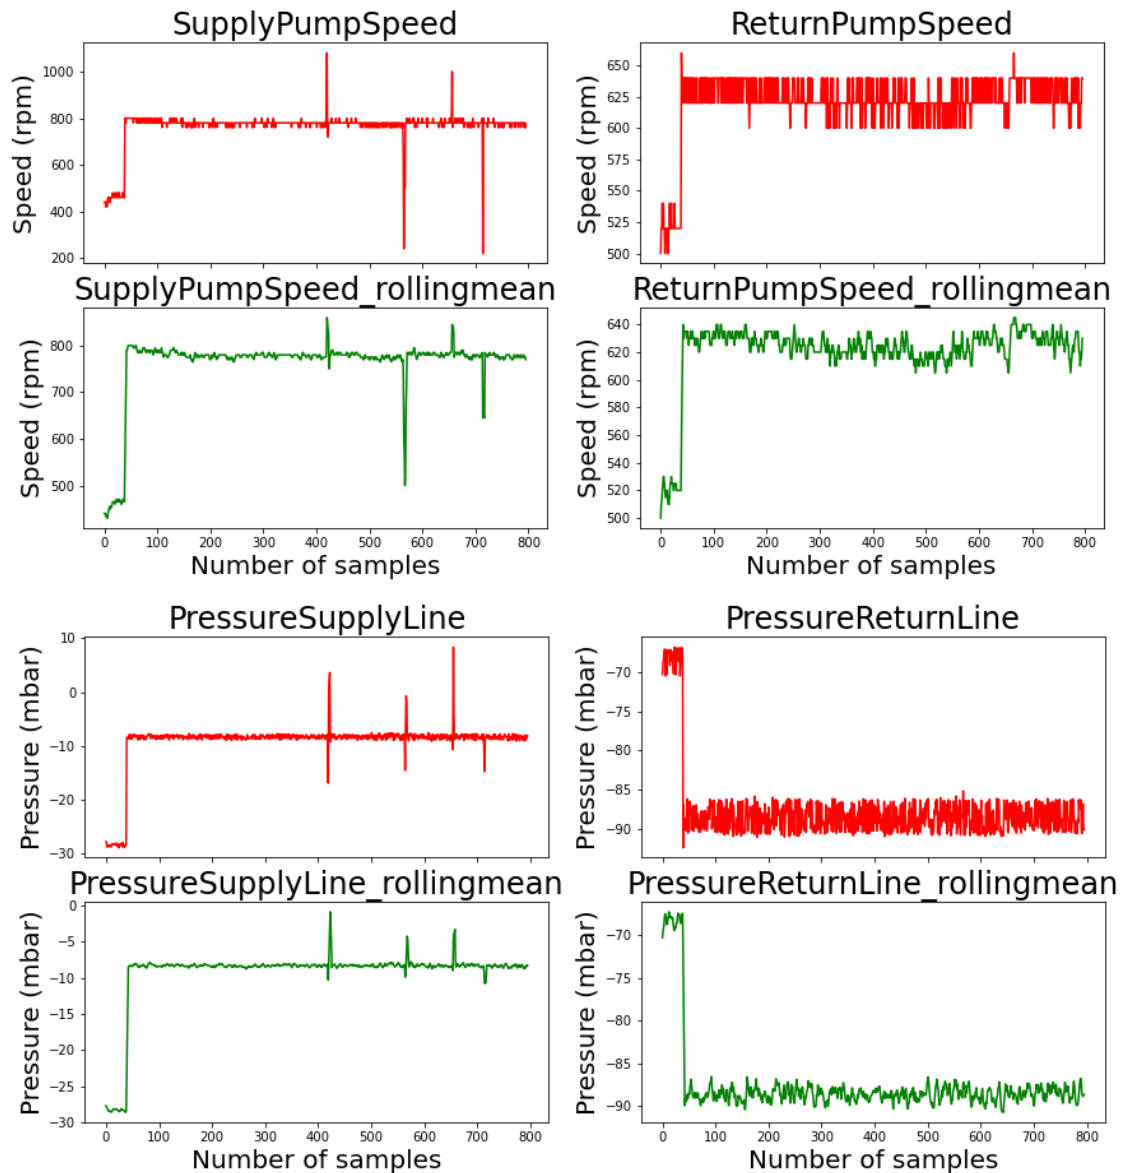 SupplyPumpSpeed
Speed (rpm)
1000
800
600
400
200
ReturnPumpSpeed
Speed (rpm)
650
625
600
575
550
525
500
SupplyPumpSpeed_rollingmean
Speed (rpm)
800
700
600
500
0 100 200 300 400 500 600 700 800
Number of samples
ReturnPumpSpeed_rollingmean
Speed (rpm)
640
620
600
580
560
540
520
500
0 100 200 300 400 500 600 700 800
Number of samples
PressureSupplyLine
Pressure (mbar)
10
0
−10
−20
−30
PressureReturnLine
Pressure (mbar)
−70
−75
−80
−85
−90
PressureSupplyLine_rollingmean
Pressure (mbar)
0
−5
−10
−15
−20
−25
−30
0 100 200 300 400 500 600 700 800
Number of samples
PressureReturnLine_rollingmean
Pressure (mbar)
−70
−75
−80
−85
−90
0 100 200 300 400 500 600 700 800
Number of samples